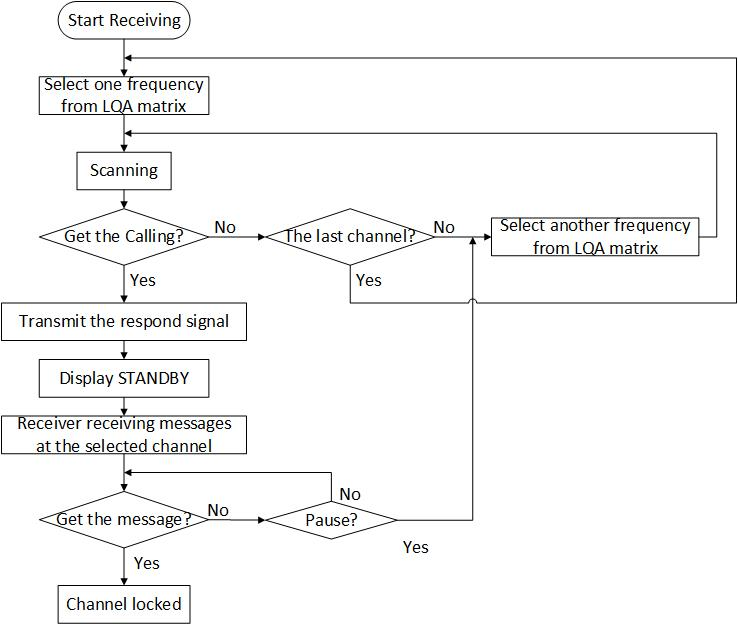 Start Receiving
Select one frequency
from LQA matrix
Scanning
Get the Calling?
No
The last channel?
No
Select another frequency
from LQA matrix
Yes
Yes
Transmit the respond signal
Display STANDBY
Receiver receiving messages
at the selected channel
Get the message?
No
Pause?
No
Yes
Yes
Channel locked